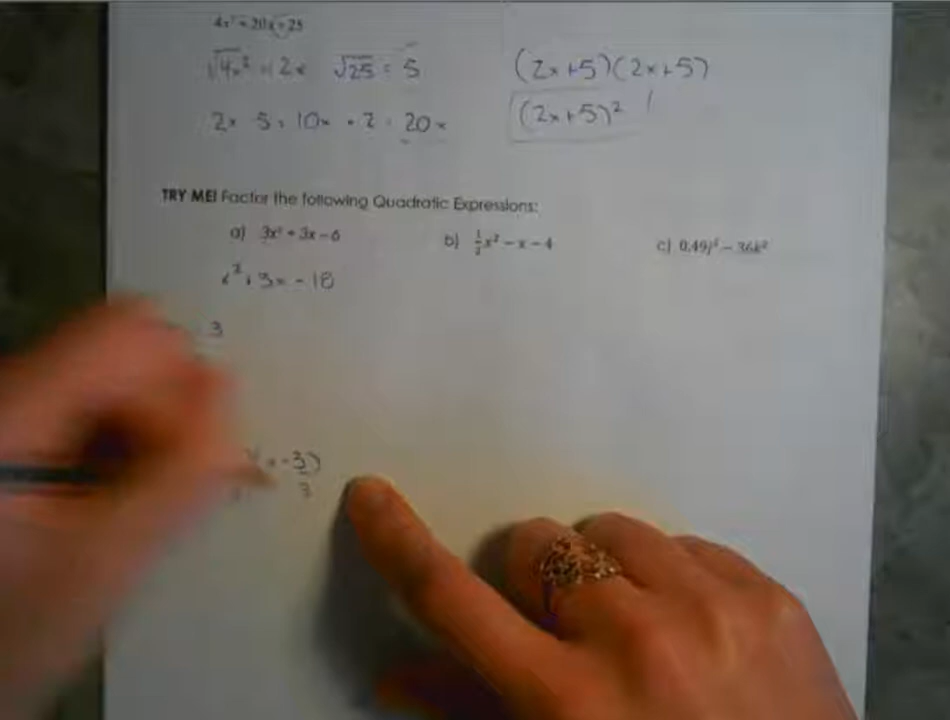 4x² + 20x + 25
√4x² = 2x √25 = 5 (2x+5)(2x+5)
2x · 5 = 10x · 2 = 20x (2x+5)²
TRY ME! Factor the following Quadratic Expressions:
a) 3x² + 3x – 6 b) ½x² – x – 4 c) 0.49j² – 36k²
x² + 3x - 18
3
x - 3)
3